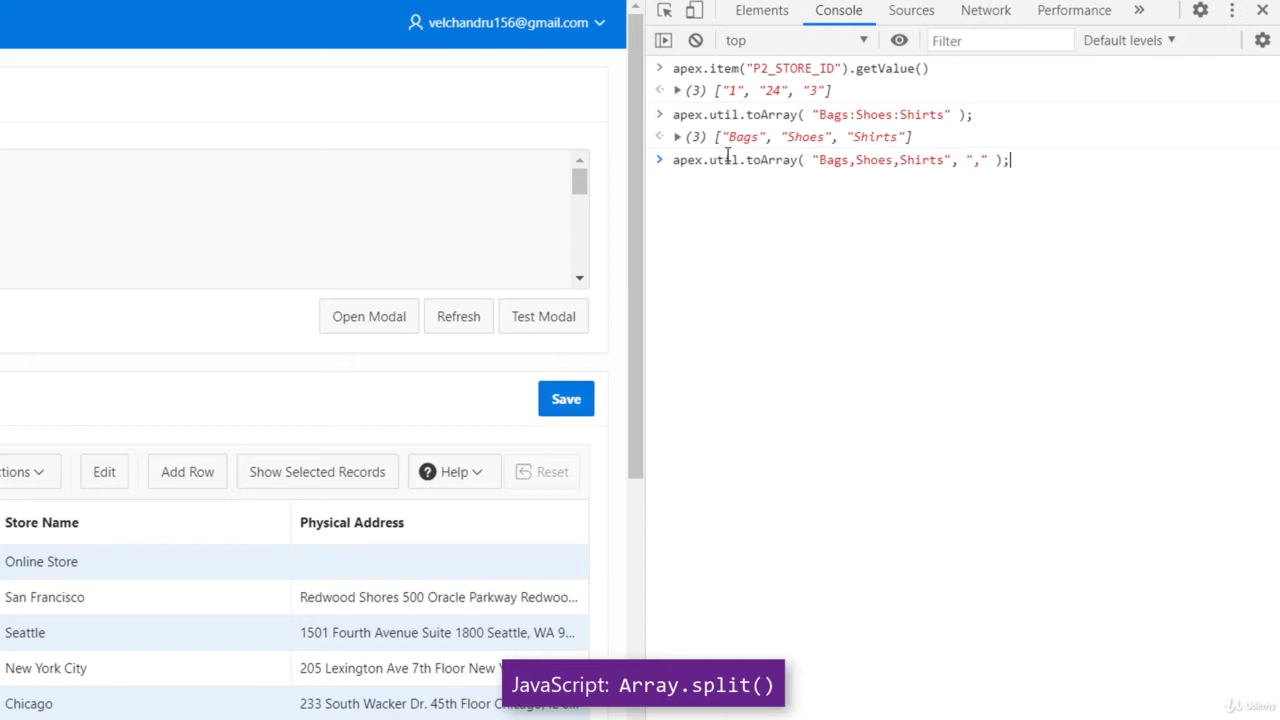 velchandru156@gmail.com
Elements Console Sources Network Performance »
top Filter Default levels
apex.item("P2_STORE_ID").getValue()
(3) ["1", "24", "3"]
apex.util.toArray( "Bags:Shoes:Shirts" );
(3) ["Bags", "Shoes", "Shirts"]
apex.util.toArray( "Bags,Shoes,Shirts", "," );
Open Modal Refresh Test Modal
Save
tions Edit Add Row Show Selected Records ? Help Reset
Store Name Physical Address
Online Store
San Francisco Redwood Shores 500 Oracle Parkway Redwoo...
Seattle 1501 Fourth Avenue Suite 1800 Seattle, WA 9...
New York City 205 Lexington Ave 7th Floor New
Chicago 233 South Wacker Dr. 45th Floor
JavaScript: Array.split()
Udemy